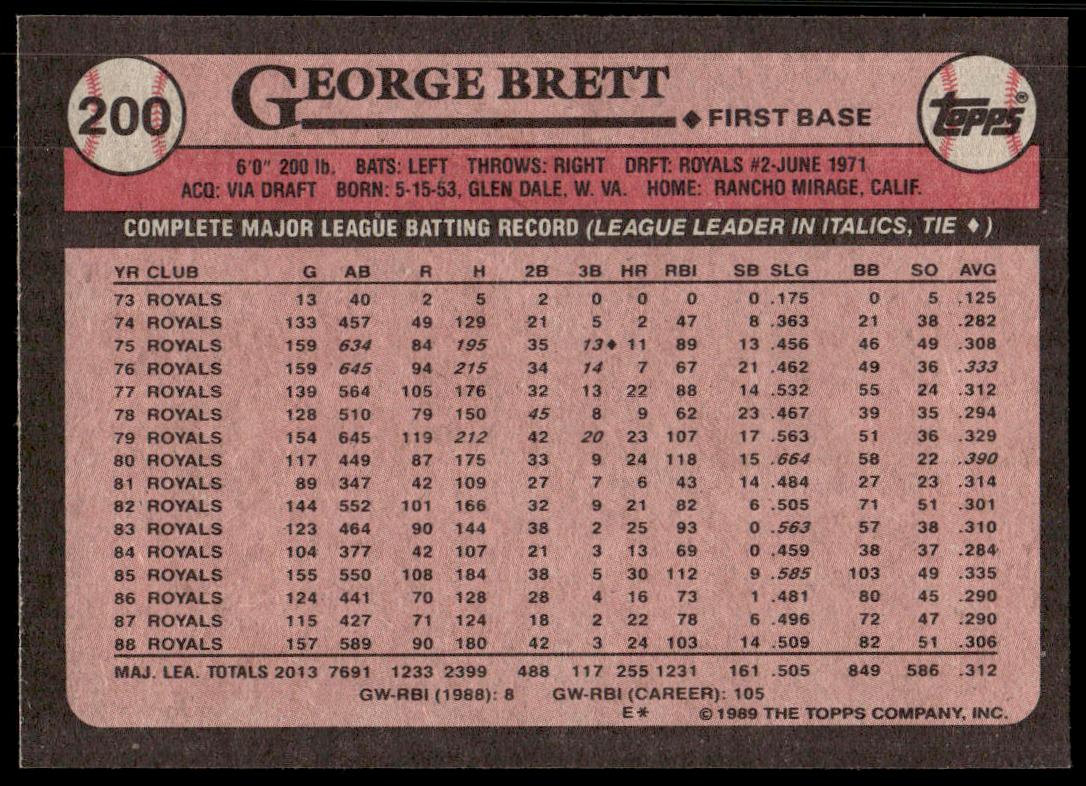 200
GEORGE BRETT
◆ FIRST BASE
TOPPS®
6'0" 200 lb. BATS: LEFT THROWS: RIGHT DRFT: ROYALS #2-JUNE 1971
ACQ: VIA DRAFT BORN: 5-15-53, GLEN DALE, W. VA. HOME: RANCHO MIRAGE, CALIF.
COMPLETE MAJOR LEAGUE BATTING RECORD (LEAGUE LEADER IN ITALICS, TIE ♦)
YR CLUB G AB R H 2B 3B HR RBI SB SLG BB SO AVG
73 ROYALS 13 40 2 5 2 0 0 0 0 .175 0 5 .125
74 ROYALS 133 457 49 129 21 5 2 47 8 .363 21 38 .282
75 ROYALS 159 634 84 195 35 13♦ 11 89 13 .456 46 49 .308
76 ROYALS 159 645 94 215 34 14 7 67 21 .462 49 36 .333
77 ROYALS 139 564 105 176 32 13 22 88 14 .532 55 24 .312
78 ROYALS 128 510 79 150 45 8 9 62 23 .467 39 35 .294
79 ROYALS 154 645 119 212 42 20 23 107 17 .563 51 36 .329
80 ROYALS 117 449 87 175 33 9 24 118 15 .664 58 22 .390
81 ROYALS 89 347 42 109 27 7 6 43 14 .484 27 23 .314
82 ROYALS 144 552 101 166 32 9 21 82 6 .505 71 51 .301
83 ROYALS 123 464 90 144 38 2 25 93 0 .563 57 38 .310
84 ROYALS 104 377 42 107 21 3 13 69 0 .459 38 37 .284
85 ROYALS 155 550 108 184 38 5 30 112 9 .585 103 49 .335
86 ROYALS 124 441 70 128 28 4 16 73 1 .481 80 45 .290
87 ROYALS 115 427 71 124 18 2 22 78 6 .496 72 47 .290
88 ROYALS 157 589 90 180 42 3 24 103 14 .509 82 51 .306
MAJ. LEA. TOTALS 2013 7691 1233 2399 488 117 255 1231 161 .505 849 586 .312
GW-RBI (1988): 8 GW-RBI (CAREER): 105
E* © 1989 THE TOPPS COMPANY, INC.